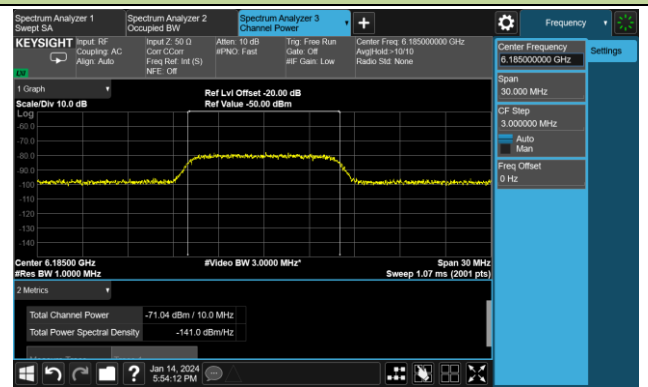 Spectrum Analyzer 1
Swept SA
Spectrum Analyzer 2
Occupied BW
Spectrum Analyzer 3
Channel Power
Frequency
KEYSIGHT
Input: RF
Coupling: AC
Align: Auto
Input Z: 50 Ω
Corr CCorr
Freq Ref: Int (S)
NFE: Off
Atten: 10 dB
#PNO: Fast
Trig: Free Run
Gate: Off
#IF Gain: Low
Center Freq: 6.185000000 GHz
Avg|Hold:>10/10
Radio Std: None
LXI
Center Frequency
6.185000000 GHz
Settings
Span
30.000 MHz
CF Step
3.000000 MHz
Auto
Man
Freq Offset
0 Hz
1 Graph
Scale/Div 10.0 dB
Ref Lvl Offset -20.00 dB
Ref Value -50.00 dBm
Log
-60.0
-70.0
-80.0
-90.0
-100
-110
-120
-130
-140
Center 6.18500 GHz
#Video BW 3.0000 MHz*
Span 30 MHz
#Res BW 1.0000 MHz
Sweep 1.07 ms (2001 pts)
2 Metrics
Total Channel Power
-71.04 dBm / 10.0 MHz
Total Power Spectral Density
-141.0 dBm/Hz
?
Jan 14, 2024
5:54:12 PM